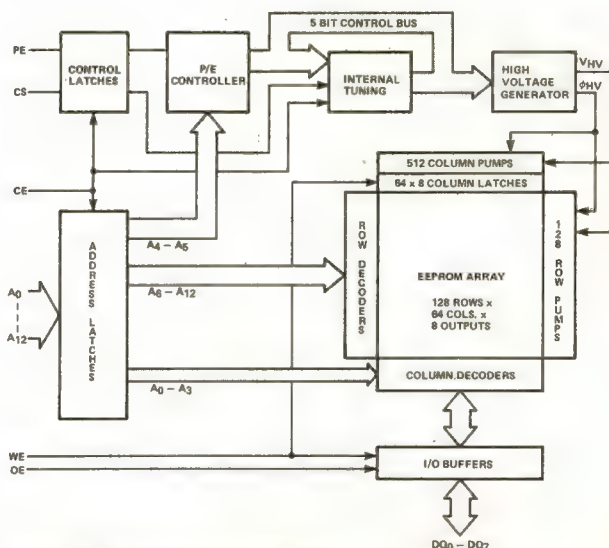 5 BIT CONTROL BUS
PE
CS
CE
CONTROL
LATCHES
P/E
CONTROLLER
INTERNAL
TUNING
HIGH
VOLTAGE
GENERATOR
VHV
ϕHV
512 COLUMN PUMPS
64 x 8 COLUMN LATCHES
A0
A12
ADDRESS
LATCHES
A4 – A5
A6 – A12
A0 – A3
ROW DECODERS
EEPROM ARRAY
128 ROWS x
64 COLS. x
8 OUTPUTS
128 ROW PUMPS
COLUMN DECODERS
WE
OE
I/O BUFFERS
DQ0 – DQ7